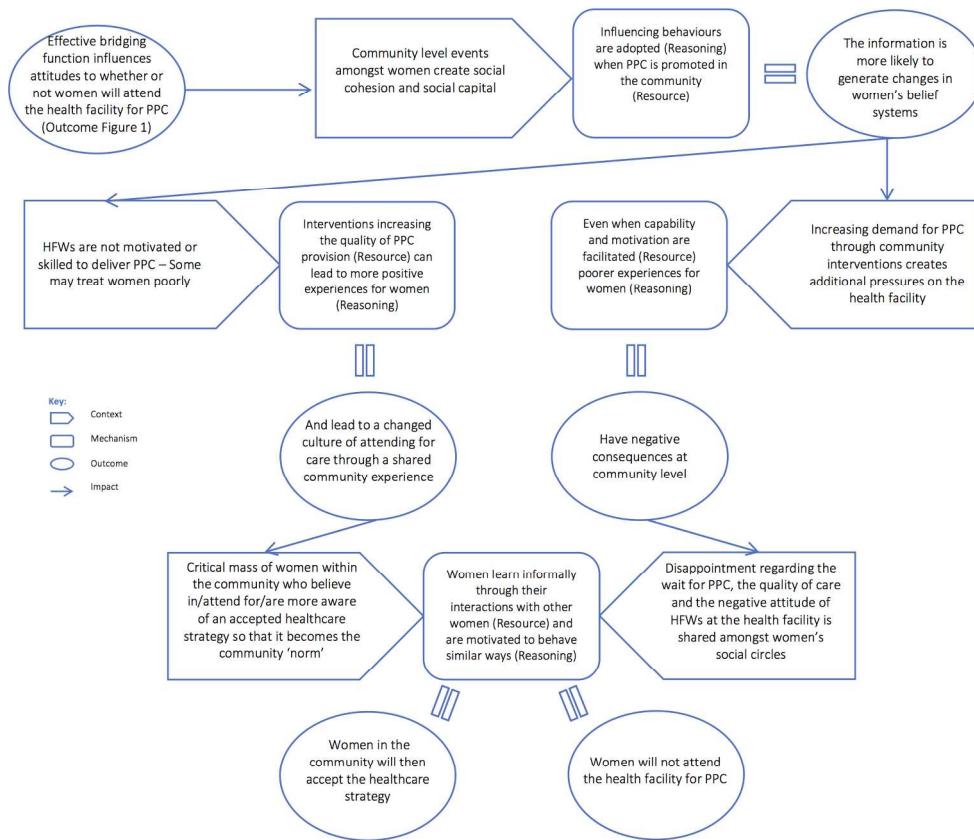 Effective bridging
function influences
attitudes to whether or
not women will attend
the health facility for PPC
(Outcome Figure 1)
Community level events
amongst women create social
cohesion and social capital
Influencing behaviours
are adopted (Reasoning)
when PPC is promoted in
the community
(Resource)
The information is
more likely to
generate changes in
women's belief
systems
HFWs are not motivated or
skilled to deliver PPC – Some
may treat women poorly
Interventions increasing
the quality of PPC
provision (Resource) can
lead to more positive
experiences for women
(Reasoning)
Even when capability
and motivation are
facilitated (Resource)
poorer experiences for
women (Reasoning)
Increasing demand for PPC
through community
interventions creates
additional pressures on the
health facility
Key:
Context
Mechanism
Outcome
Impact
And lead to a changed
culture of attending for
care through a shared
community experience
Have negative
consequences at
community level
Critical mass of women within
the community who believe
in/attend for/are more aware
of an accepted healthcare
strategy so that it becomes the
community 'norm'
Women learn informally
through their
interactions with other
women (Resource) and
are motivated to behave
similar ways (Reasoning)
Disappointment regarding the
wait for PPC, the quality of care
and the negative attitude of
HFWs at the health facility is
shared amongst women's
social circles
Women in the
community will then
accept the healthcare
strategy
Women will not attend
the health facility for PPC